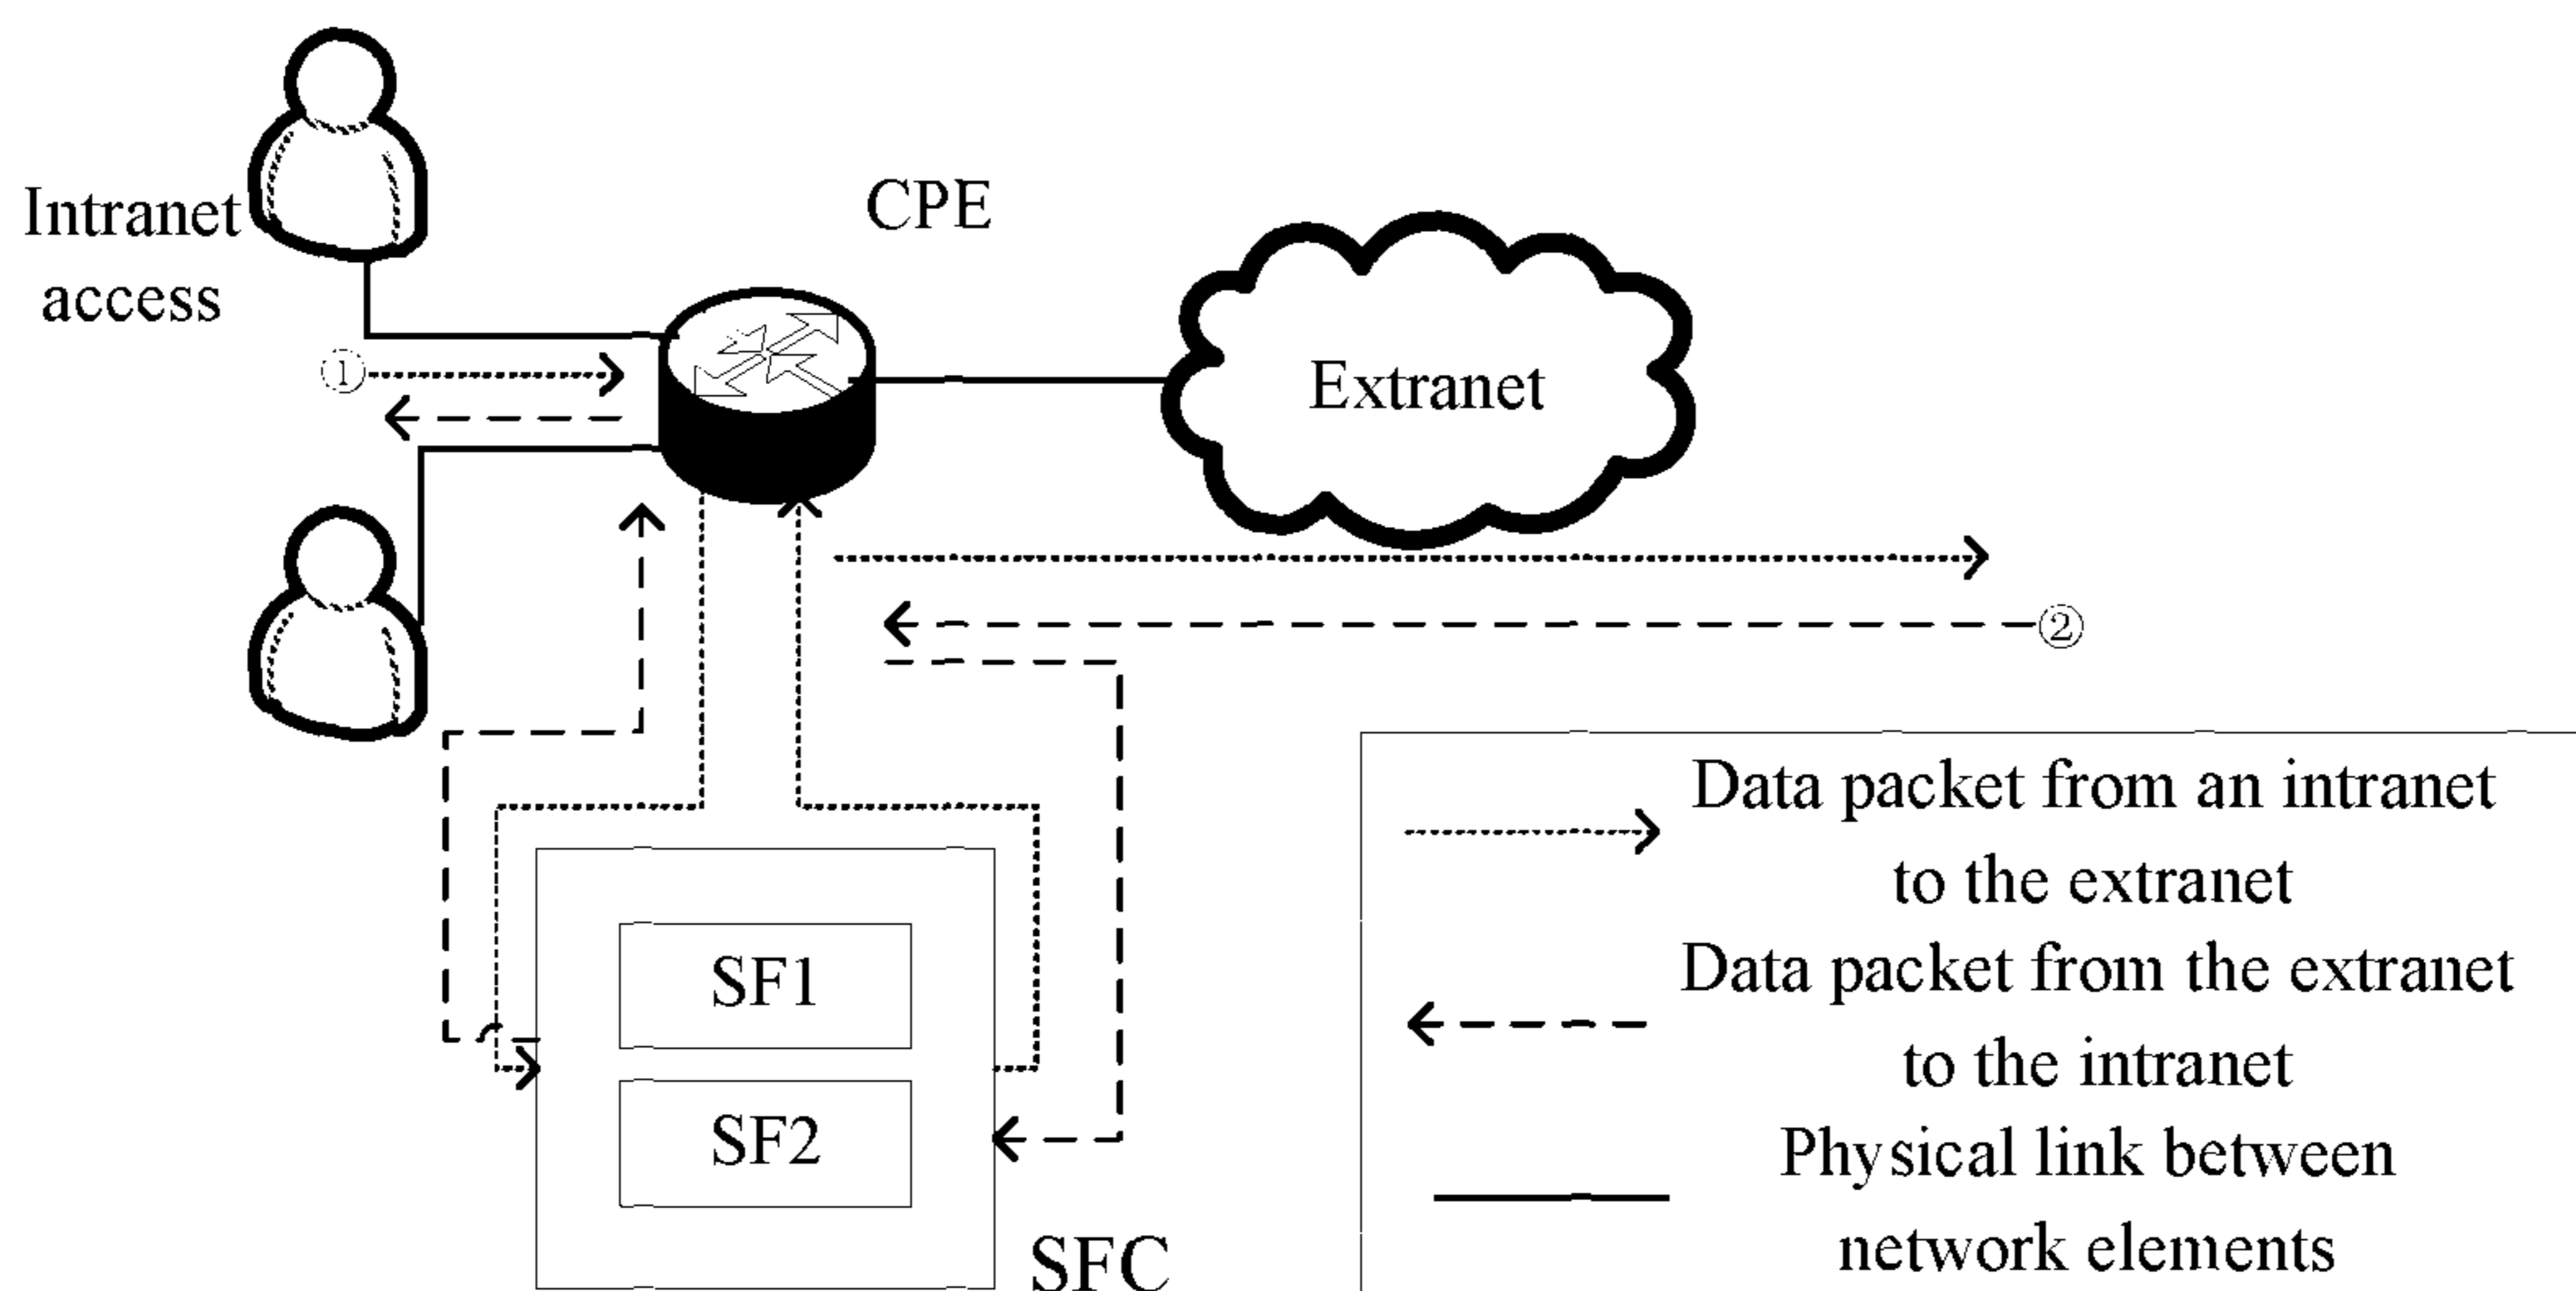 Intranet
access
CPE
①
Extranet
②
SF1
SF2
SFC
Data packet from an intranet
to the extranet
Data packet from the extranet
to the intranet
Physical link between
network elements